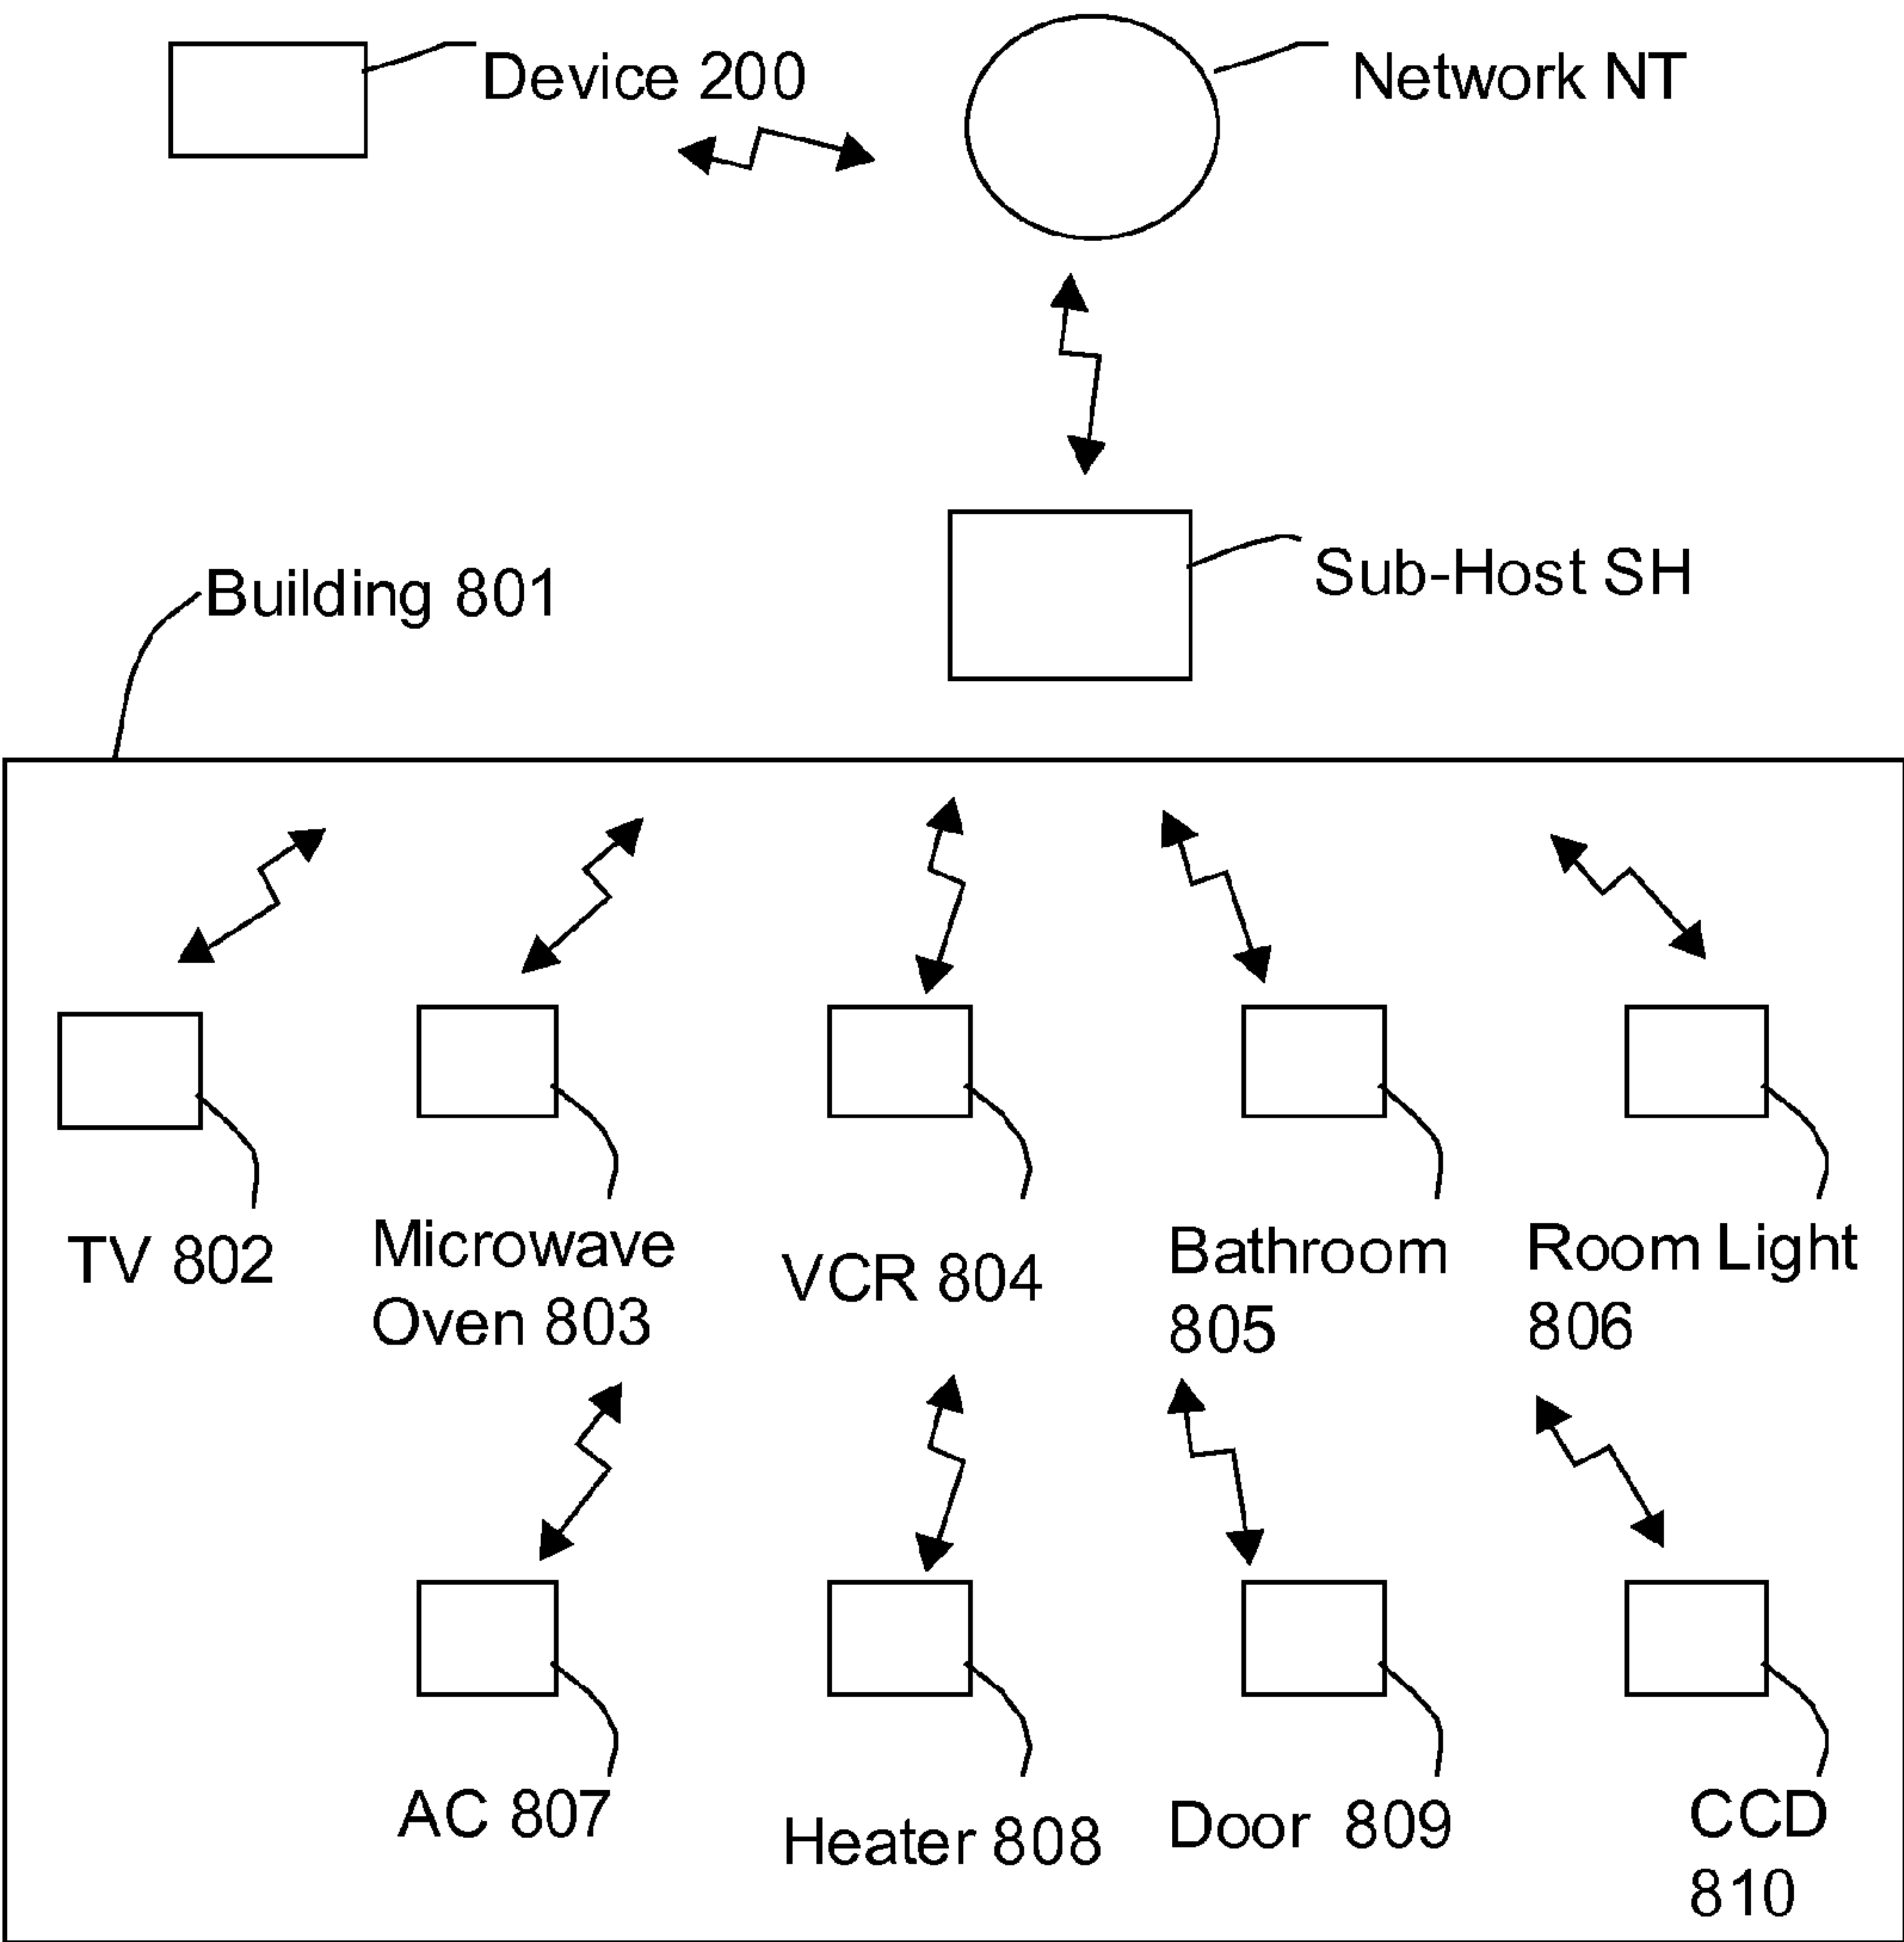 Device 200
Network NT
Sub-Host SH
Building 801
TV 802
Microwave
Oven 803
VCR 804
Bathroom
805
Room Light
806
AC 807
Heater 808
Door 809
CCD
810